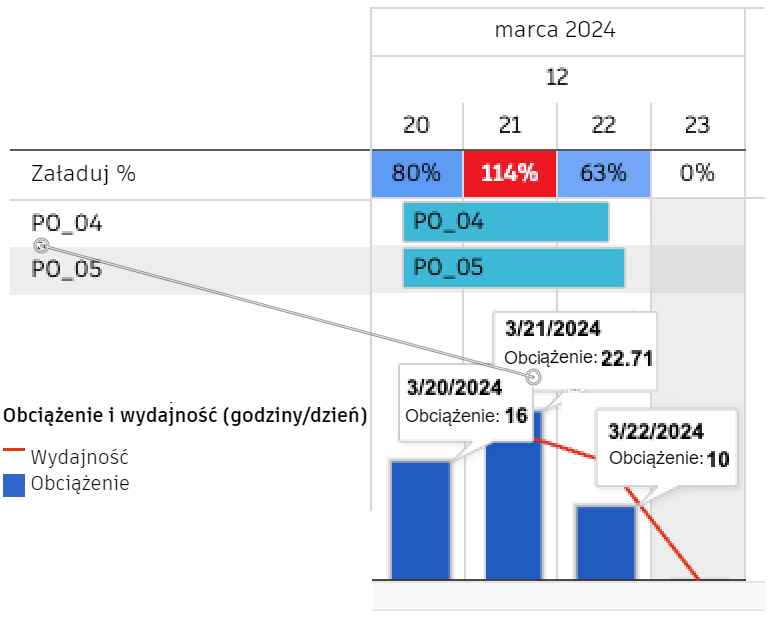 marca 2024
12
20 21 22 23
Załaduj % 80% 114% 63% 0%
PO_04 PO_04
PO_05 PO_05
3/21/2024
Obciążenie: 22.71
3/20/2024
Obciążenie: 16
3/22/2024
Obciążenie: 10
Obciążenie i wydajność (godziny/dzień)
Wydajność
Obciążenie